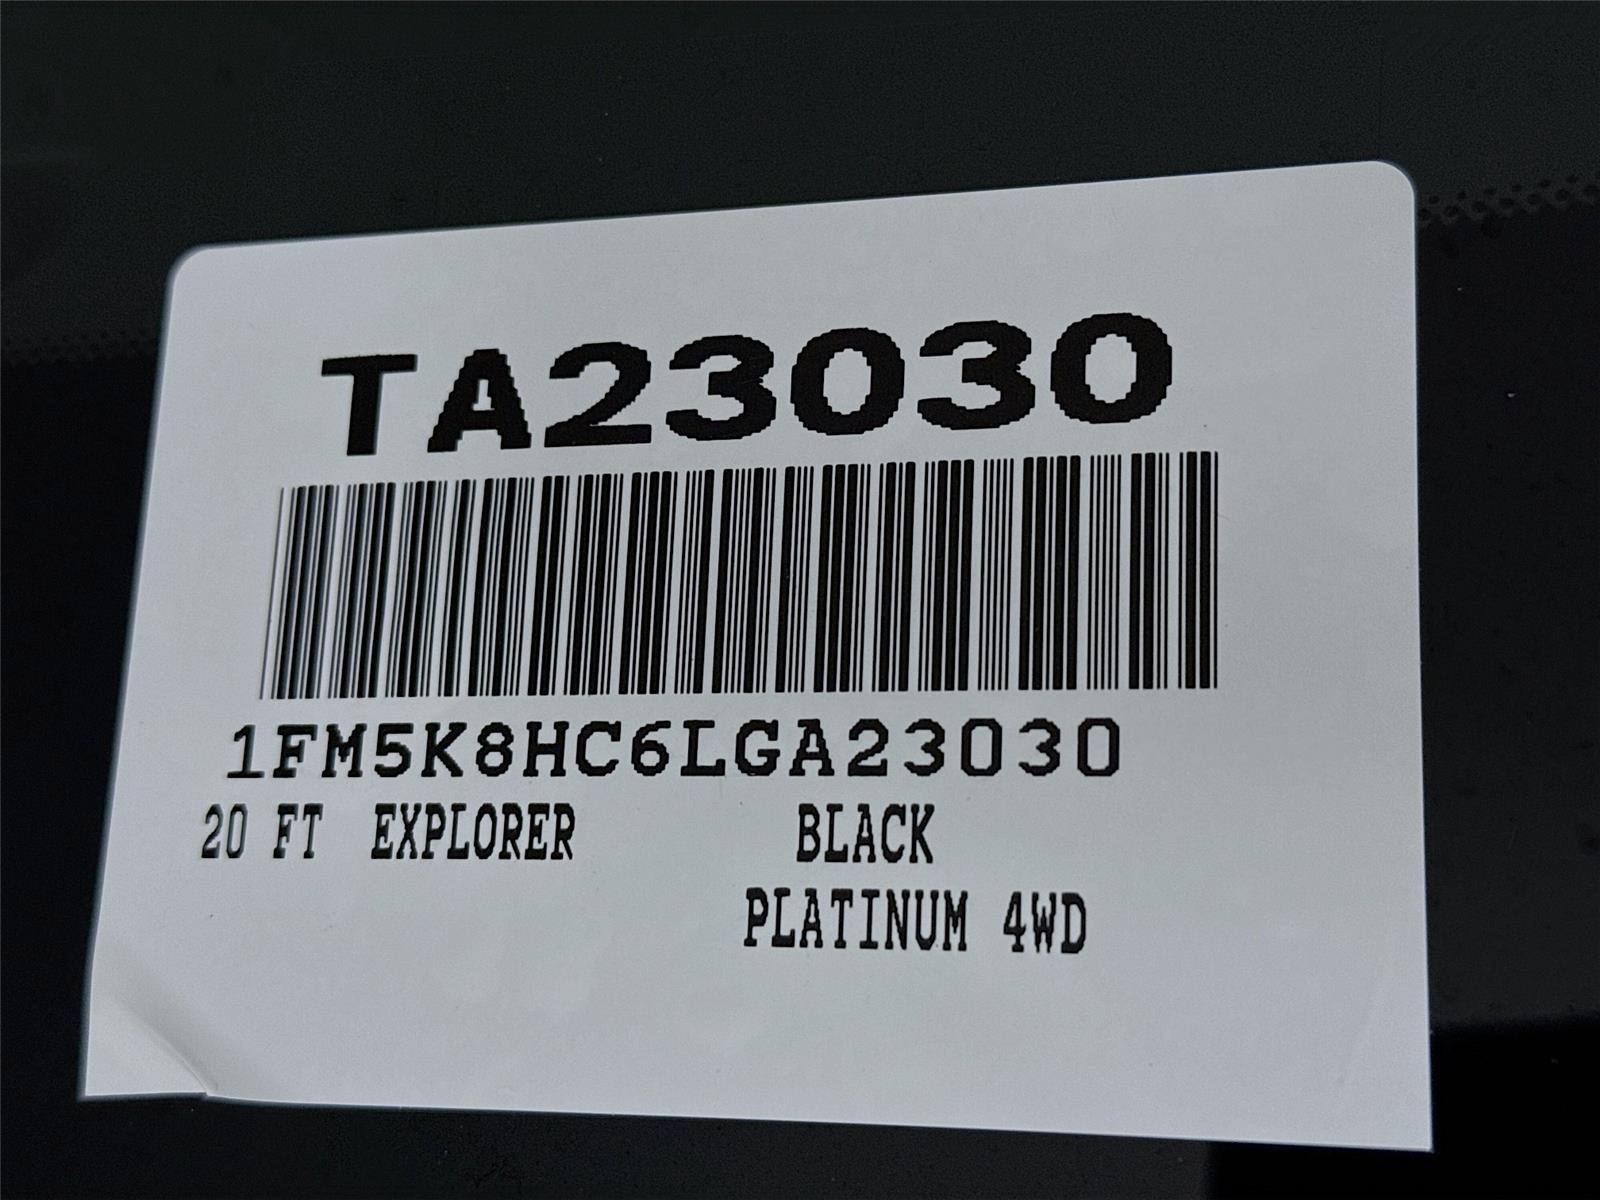 TA23030
1FM5K8HC6LGA23030
20 FT EXPLORER BLACK
PLATINUM 4WD